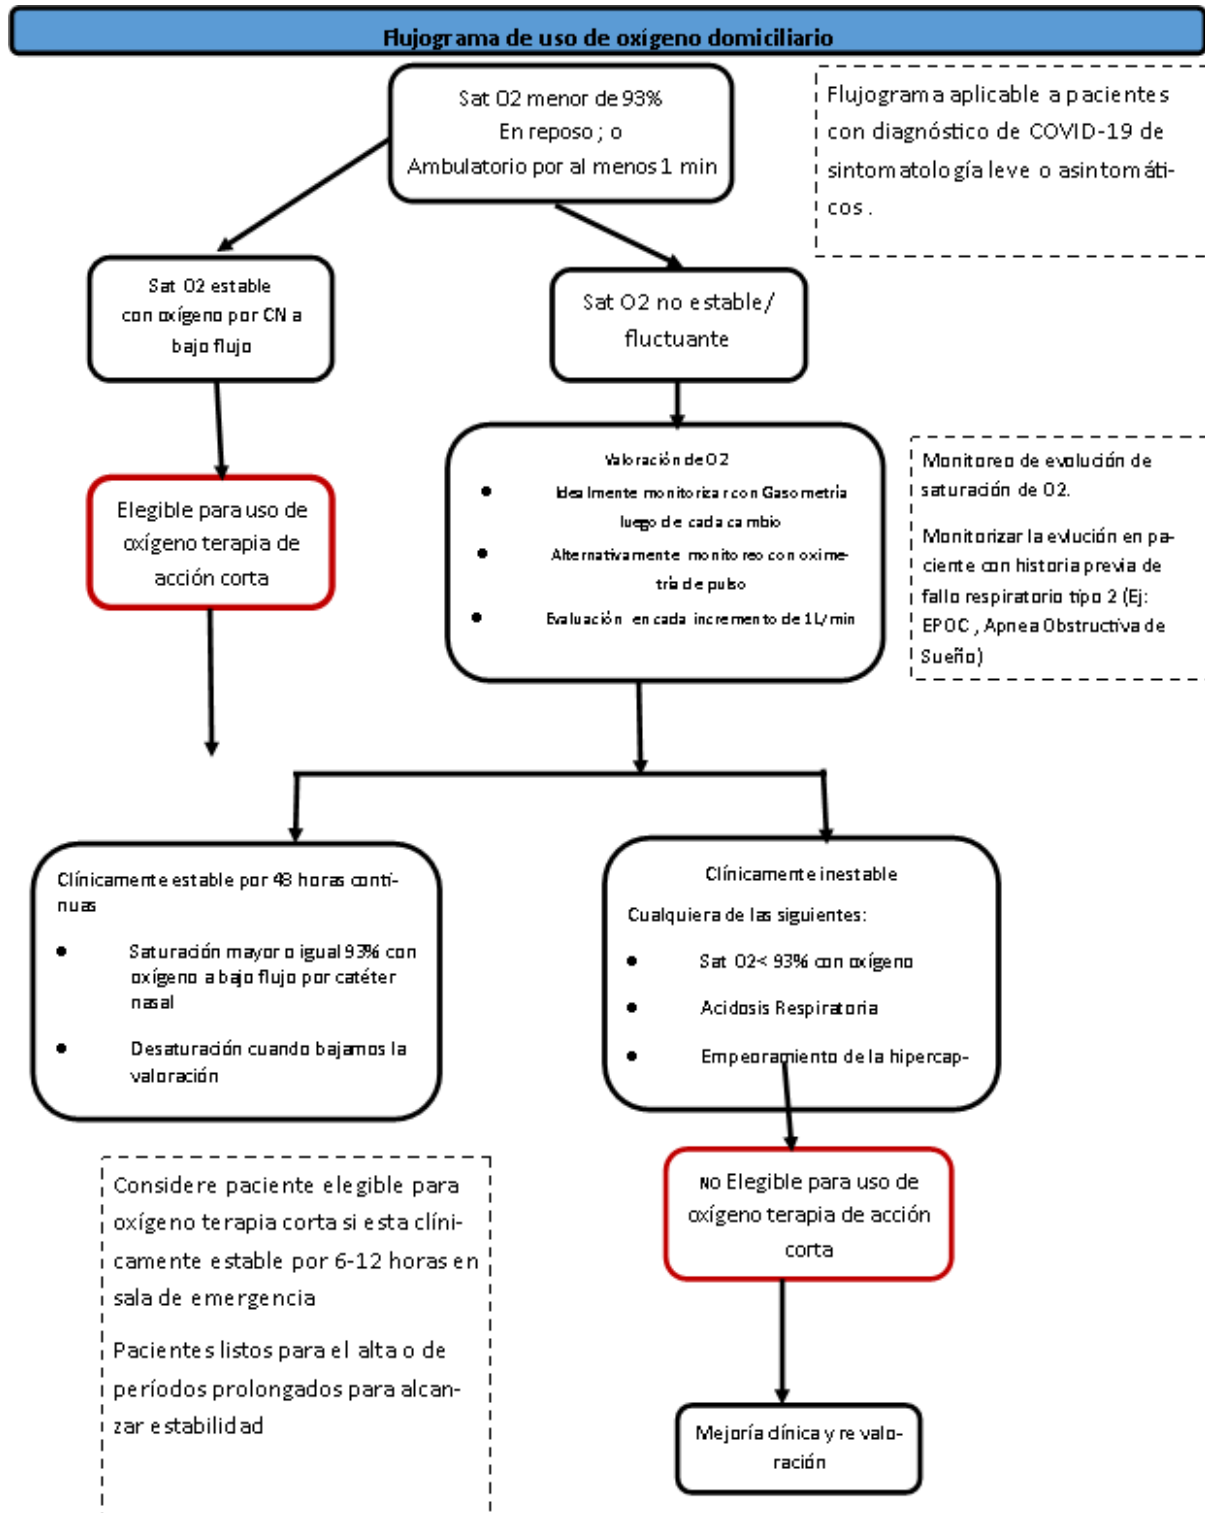 Flujograma de uso de oxígeno domiciliario
Sat O2 menor de 93%
En reposo ; o
Ambulatorio por al menos 1 min
Flujograma aplicable a pacientes
con diagnóstico de COVID-19 de
sintomatología leve o asintomáti-
cos .
Sat O2 estable
con oxígeno por CN a
bajo flujo
Sat O2 no estable/
fluctuante
Elegible para uso de
oxígeno terapia de
acción corta
Valoración de O2
● Idealmente monitorizar con Gasometría
luego de cada cambio
● Alternativamente monitoreo con oxime-
tría de pulso
● Evaluación en cada incremento de 1L/min
Monitoreo de evolución de
saturación de O2.
Monitorizar la evlución en pa-
ciente con historia previa de
fallo respiratorio tipo 2 (Ej:
EPOC , Apnea Obstructiva de
Sueño)
Clínicamente estable por 48 horas contí-
nuas
● Saturación mayor o igual 93% con
oxígeno a bajo flujo por catéter
nasal
● Desaturación cuando bajamos la
valoración
Clínicamente inestable
Cualquiera de las siguientes:
● Sat O2< 93% con oxígeno
● Acidosis Respiratoria
● Empeoramiento de la hipercap-
Considere paciente elegible para
oxígeno terapia corta si esta clíni-
camente estable por 6-12 horas en
sala de emergencia
Pacientes listos para el alta o de
períodos prolongados para alcan-
zar estabilidad
No Elegible para uso de
oxígeno terapia de acción
corta
Mejoría clínica y re valo-
ración